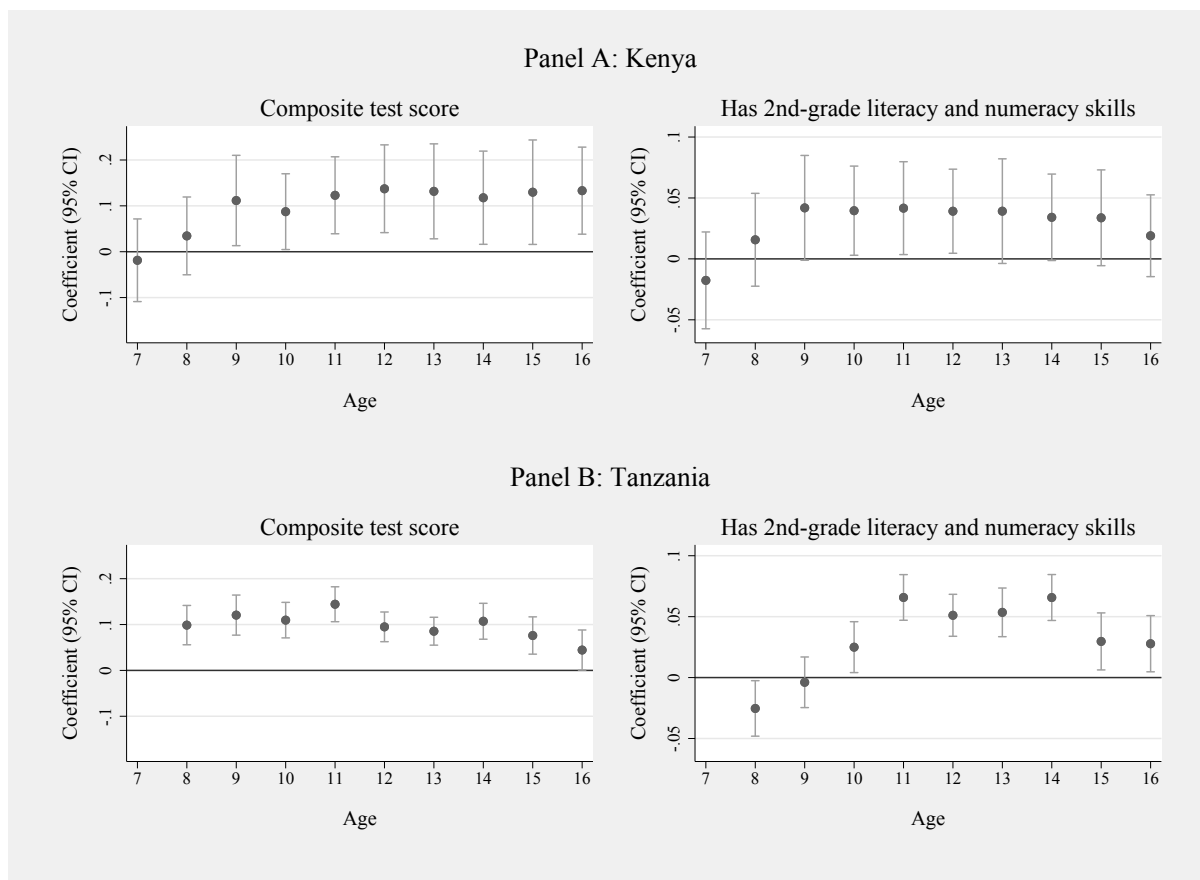 Panel A: Kenya
Composite test score
Coefficient (95% CI)
.2
.1
0
-.1
7 8 9 10 11 12 13 14 15 16
Age
Has 2nd-grade literacy and numeracy skills
Coefficient (95% CI)
.1
.05
0
-.05
7 8 9 10 11 12 13 14 15 16
Age
Panel B: Tanzania
Composite test score
Coefficient (95% CI)
.2
.1
0
-.1
7 8 9 10 11 12 13 14 15 16
Age
Has 2nd-grade literacy and numeracy skills
Coefficient (95% CI)
.1
.05
0
-.05
7 8 9 10 11 12 13 14 15 16
Age